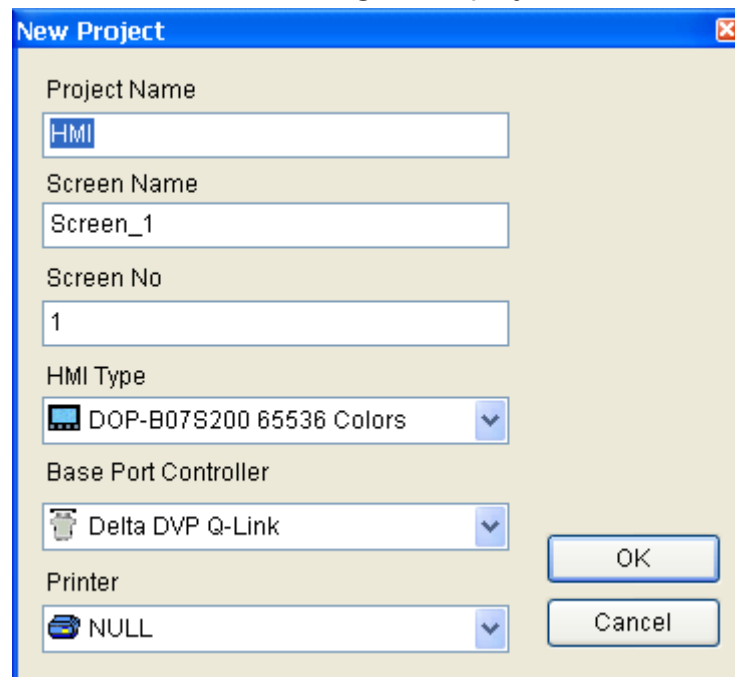 New Project
Project Name
HMI
Screen Name
Screen_1
Screen No
1
HMI Type
DOP-B07S200 65536 Colors
Base Port Controller
Delta DVP Q-Link
Printer
NULL
OK
Cancel